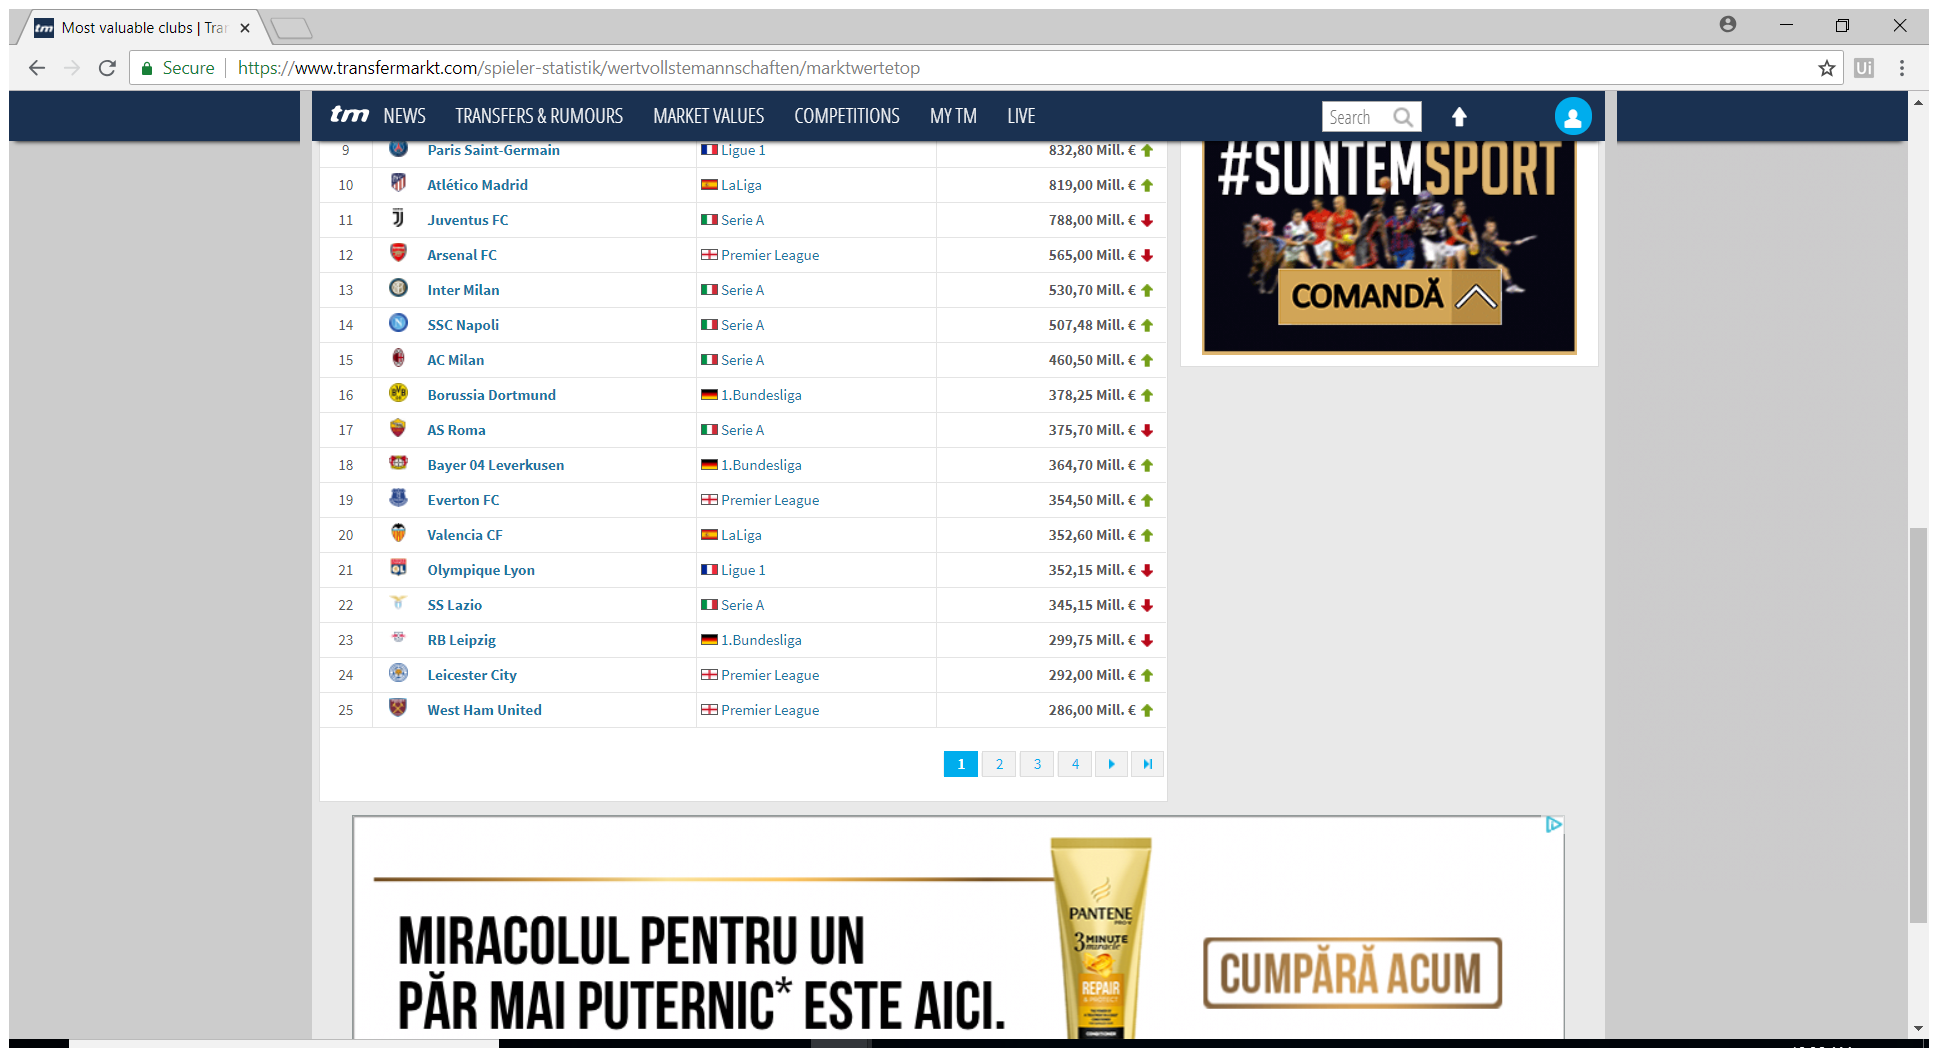 tm Most valuable clubs | Tra
Secure https://www.transfermarkt.com/spieler-statistik/wertvollstemannschaften/marktwertetop Ui
tm NEWS TRANSFERS & RUMOURS MARKET VALUES COMPETITIONS MY TM LIVE Search
9 Paris Saint-Germain Ligue 1 832,80 Mill. €
10 Atlético Madrid LaLiga 819,00 Mill. €
11 Juventus FC Serie A 788,00 Mill. €
12 Arsenal FC Premier League 565,00 Mill. €
13 Inter Milan Serie A 530,70 Mill. €
14 SSC Napoli Serie A 507,48 Mill. €
15 AC Milan Serie A 460,50 Mill. €
16 Borussia Dortmund 1.Bundesliga 378,25 Mill. €
17 AS Roma Serie A 375,70 Mill. €
18 Bayer 04 Leverkusen 1.Bundesliga 364,70 Mill. €
19 Everton FC Premier League 354,50 Mill. €
20 Valencia CF LaLiga 352,60 Mill. €
21 Olympique Lyon Ligue 1 352,15 Mill. €
22 SS Lazio Serie A 345,15 Mill. €
23 RB Leipzig 1.Bundesliga 299,75 Mill. €
24 Leicester City Premier League 292,00 Mill. €
25 West Ham United Premier League 286,00 Mill. €
1 2 3 4
#SUNTEMSPORT
COMANDĂ
MIRACOLUL PENTRU UN
PĂR MAI PUTERNIC* ESTE AICI.
PANTENE
PRO-V
3 MINUTE
miracle
REPAIR
& PROTECT
CONDITIONER
CUMPĂRĂ ACUM